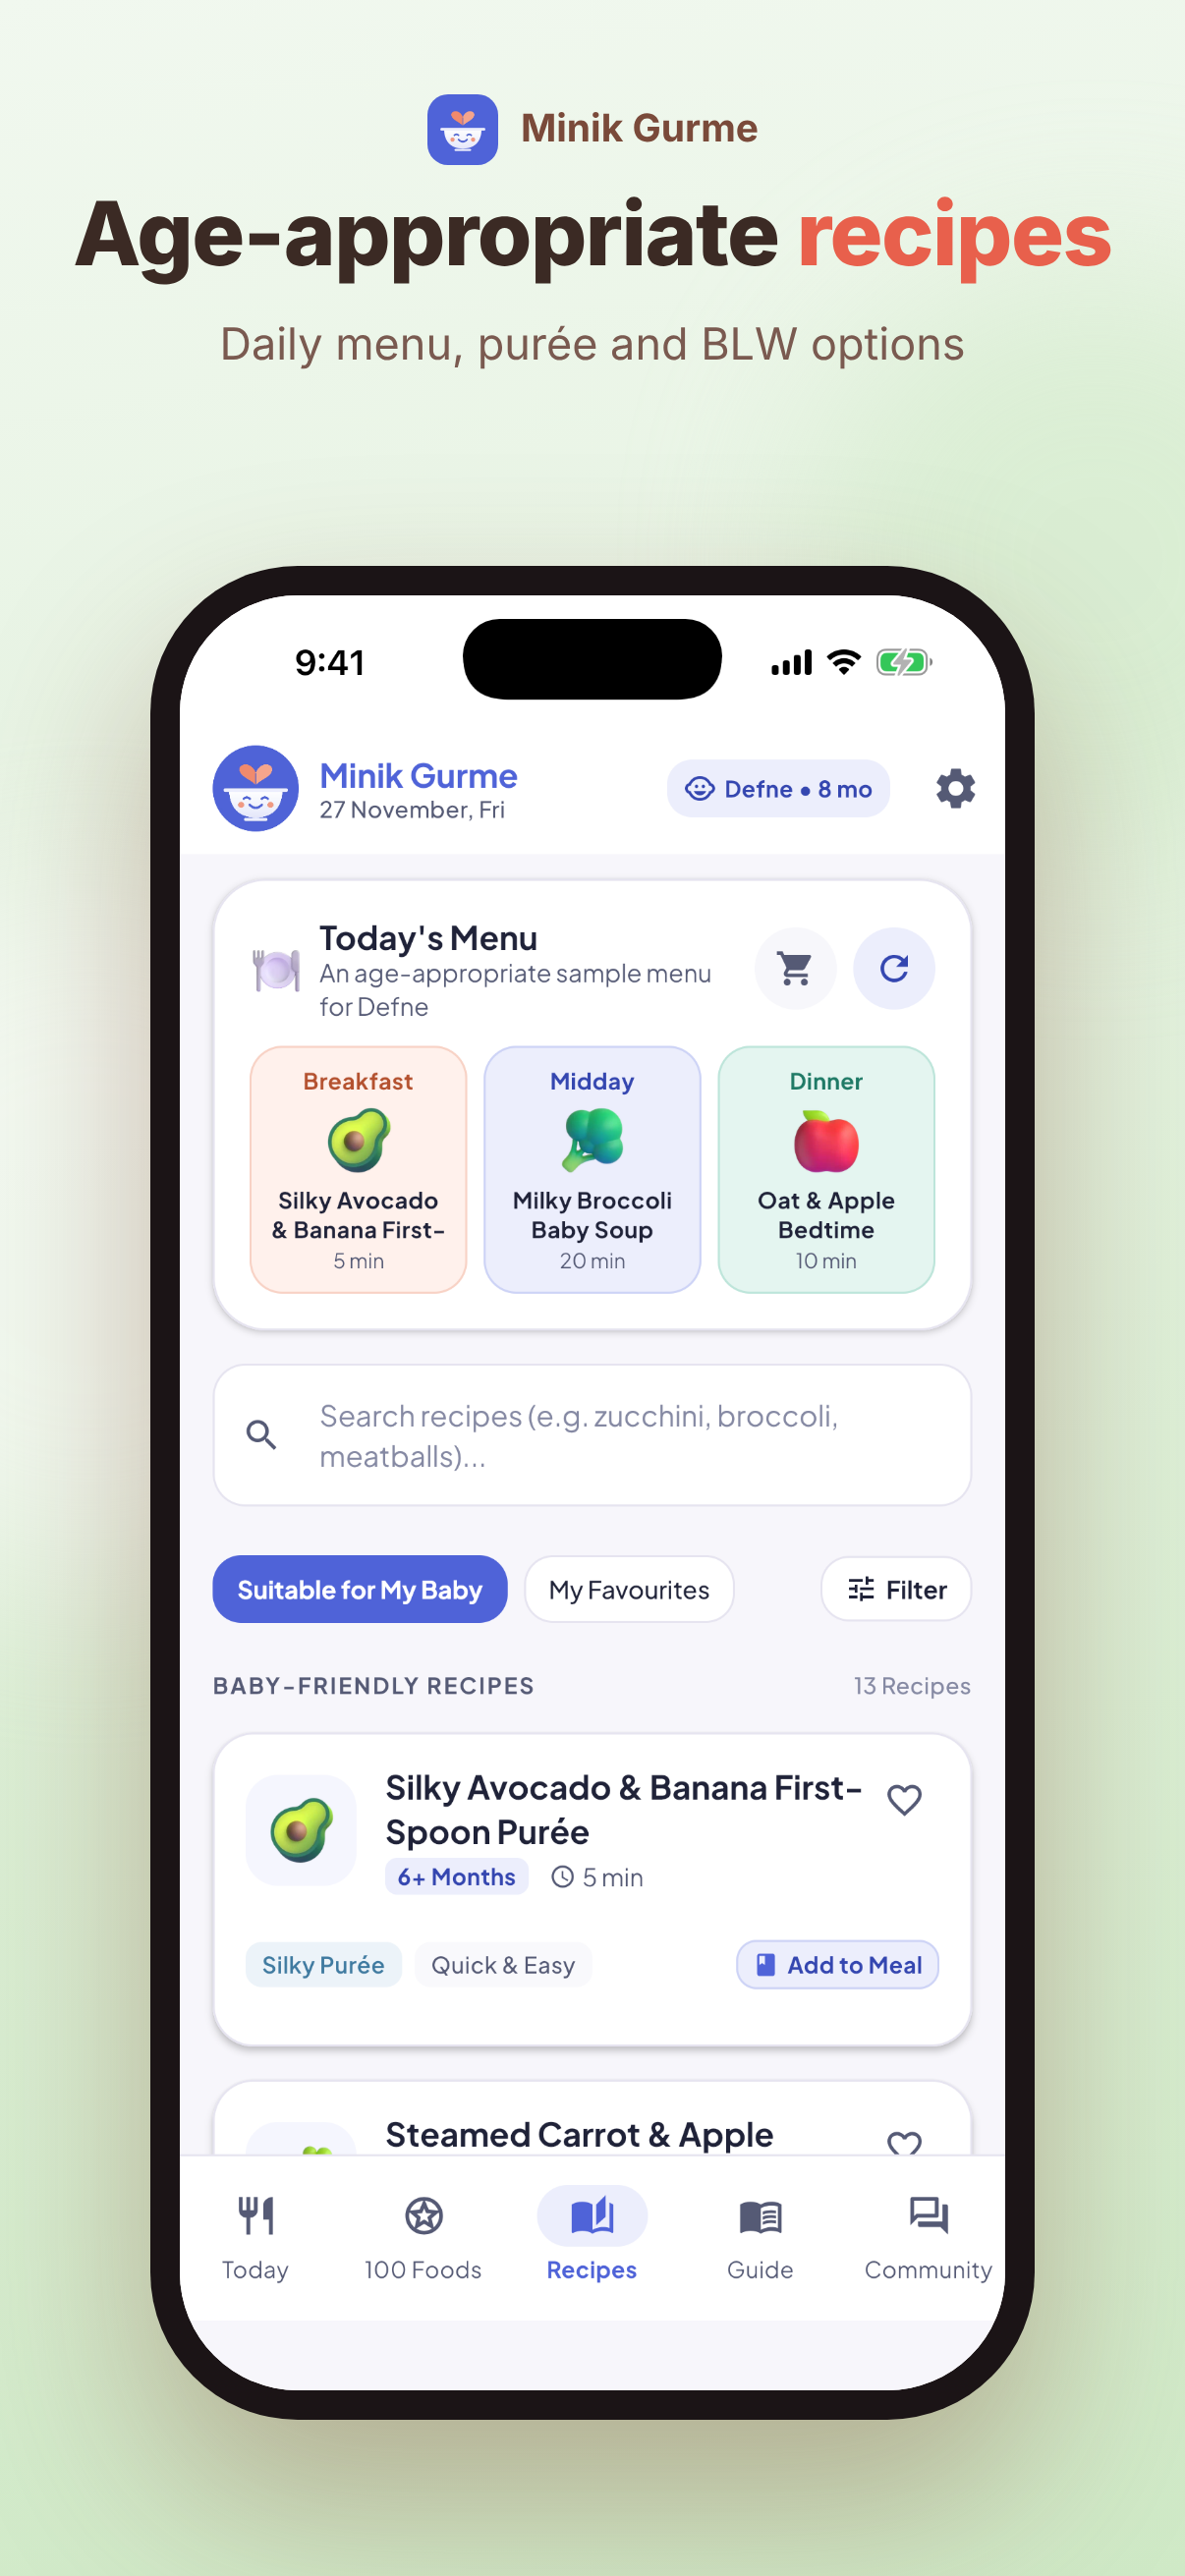 Minik Gurme
Age-appropriate recipes
Daily menu, purée and BLW options
9:41
Minik Gurme
27 November, Fri
Defne • 8 mo
Today's Menu
An age-appropriate sample menu
for Defne
Breakfast
Silky Avocado
& Banana First-
5 min
Midday
Milky Broccoli
Baby Soup
20 min
Dinner
Oat & Apple
Bedtime
10 min
Search recipes (e.g. zucchini, broccoli,
meatballs)...
Suitable for My Baby
My Favourites
Filter
BABY-FRIENDLY RECIPES
13 Recipes
Silky Avocado & Banana First-
Spoon Purée
6+ Months
5 min
Silky Purée
Quick & Easy
Add to Meal
Steamed Carrot & Apple
Today
100 Foods
Recipes
Guide
Community